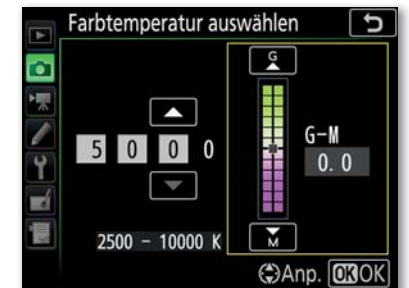 Farbtemperatur auswählen
G
5 0 0 0
G-M
0. 0
M
2500 – 10000 K
Anp. OK OK